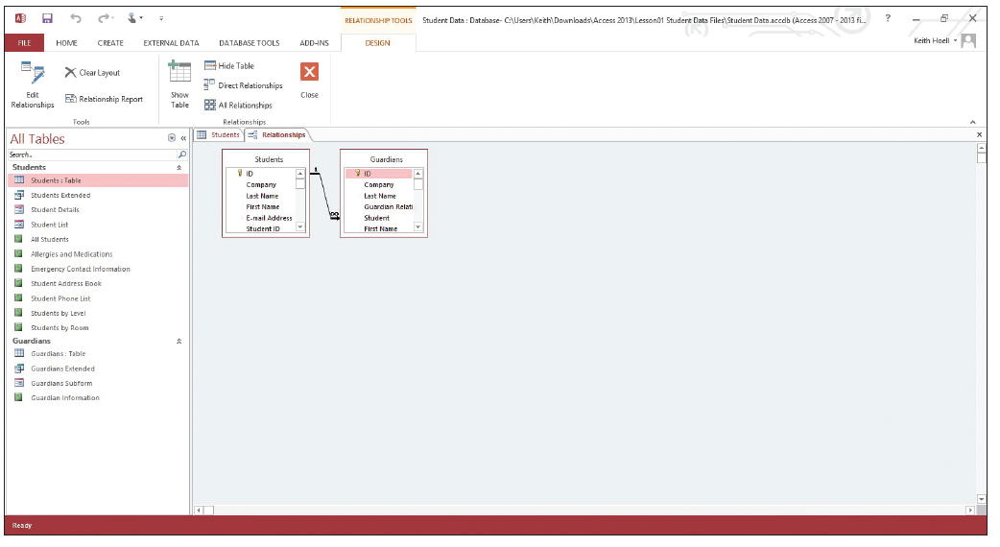 RELATIONSHIP TOOLS Student Data : Database- C:\Users\Keith\Downloads\Access 2013\Lesson01 Student Data Files\Student Data.accdb (Access 2007 - 2013 fi... ?
FILE HOME CREATE EXTERNAL DATA DATABASE TOOLS ADD-INS DESIGN Keith Hoell
Edit Relationships
Clear Layout
Relationship Report
Tools
Show Table
Hide Table
Direct Relationships
All Relationships
Relationships
Close
All Tables
Search..
Students
Students : Table
Students Extended
Student Details
Student List
All Students
Allergies and Medications
Emergency Contact Information
Student Address Book
Student Phone List
Students by Level
Students by Room
Guardians
Guardians : Table
Guardians Extended
Guardians Subform
Guardian Information
Students Relationships
Students
ID
Company
Last Name
First Name
E-mail Address
Student ID
1
∞
Guardians
ID
Company
Last Name
Guardian Relati
Student
First Name
Ready